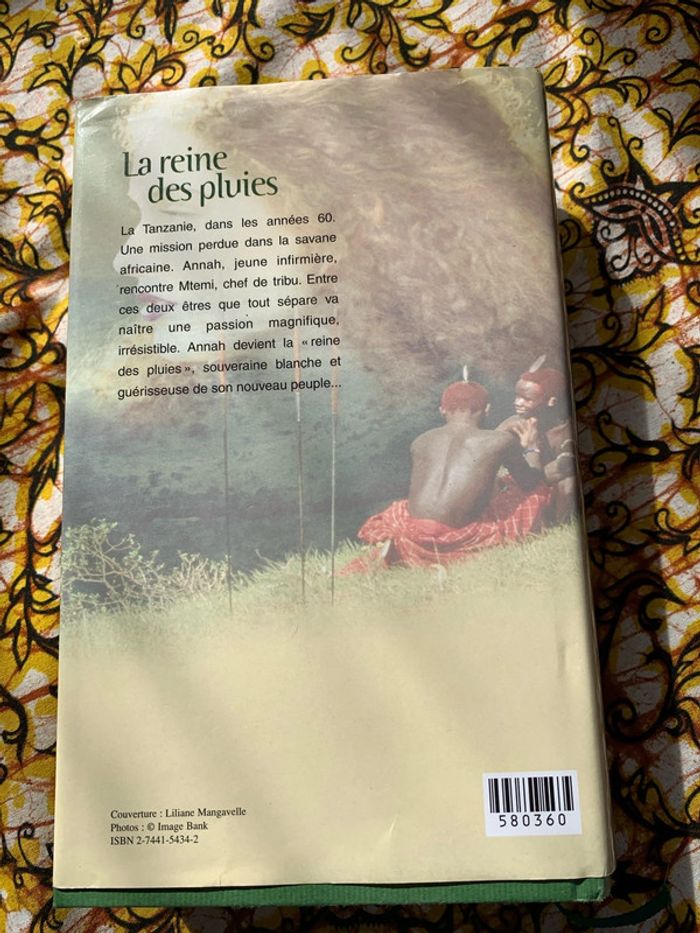 La reine
des pluies
La Tanzanie, dans les années 60.
Une mission perdue dans la savane
africaine. Annah, jeune infirmière,
rencontre Mtemi, chef de tribu. Entre
ces deux êtres que tout sépare va
naître une passion magnifique,
irrésistible. Annah devient la « reine
des pluies », souveraine blanche et
guérisseuse de son nouveau peuple...
Couverture : Liliane Mangavelle
Photos : © Image Bank
ISBN 2-7441-5434-2
580360